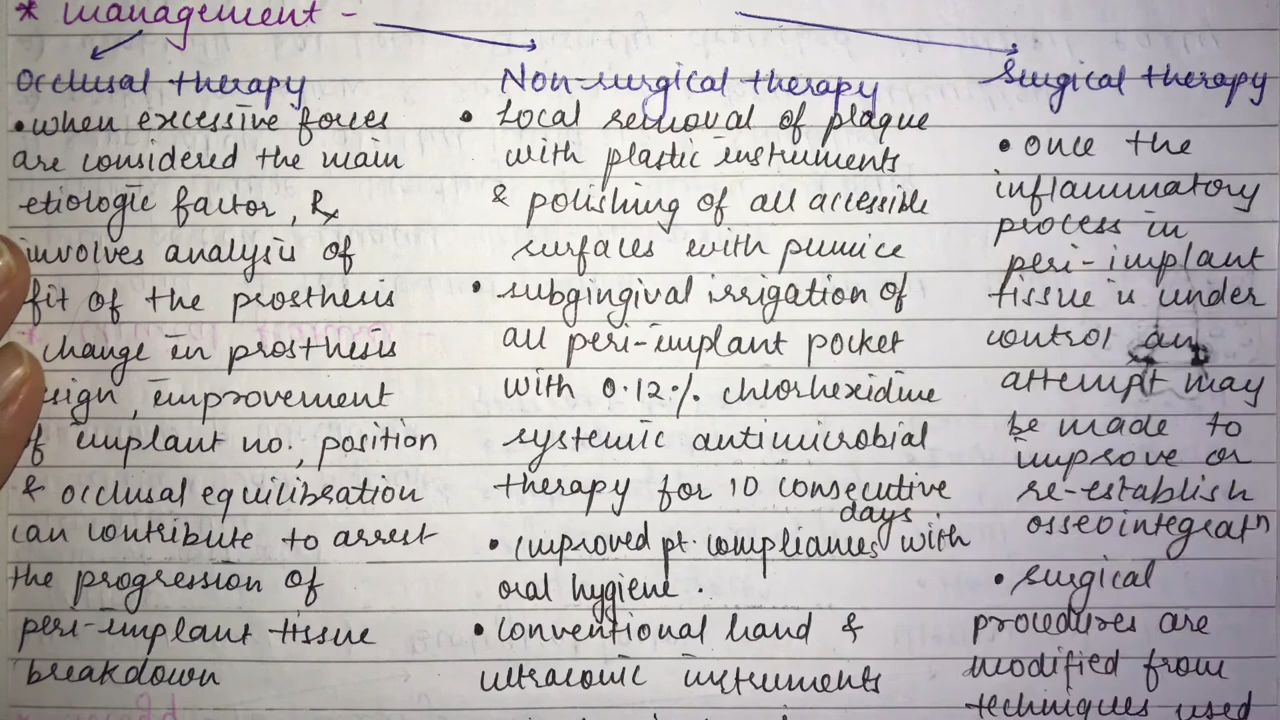 * Management -
Occlusal therapy
• when excessive forces
are considered the main
etiologic factor, Rx
involves analysis of
fit of the prosthesis
change in prosthesis
of implant no., position
& occlusal equilibration
can contribute to arrest
the progression of
peri-implant tissue
breakdown
Non-surgical therapy
• Local removal of plaque
with plastic instruments
& polishing of all accessible
surfaces with pumice
• subgingival irrigation of
all peri-implant pocket
with 0.12% chlorhexidine
systemic antimicrobial
therapy for 10 consecutive
days
• improved pt. compliances with
oral hygiene.
• conventional hand &
ultrasonic instruments
Surgical therapy
• once the
inflammatory
process in
peri-implant
tissue is under
control an
attempt may
be made to
improve or
re-establish
osseointegratn
• surgical
procedures are
modified from
techniques used